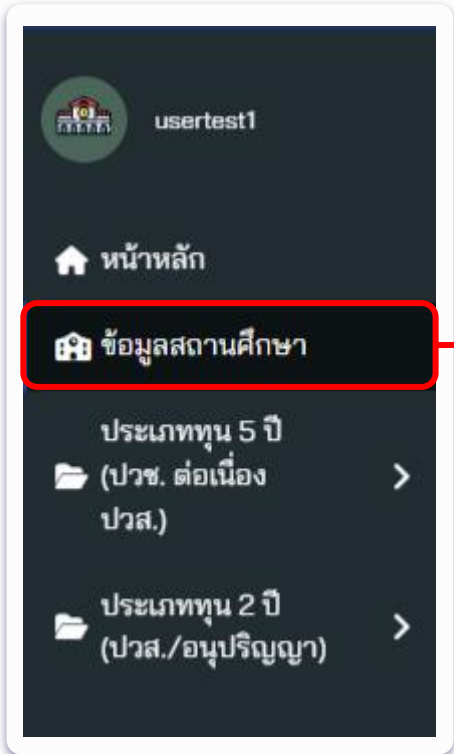 usertest1
หน้าหลัก
ข้อมูลสถานศึกษา
ประเภททุน 5 ปี
(ปวช. ต่อเนื่อง
ปวส.)
ประเภททุน 2 ปี
(ปวส./อนุปริญญา)